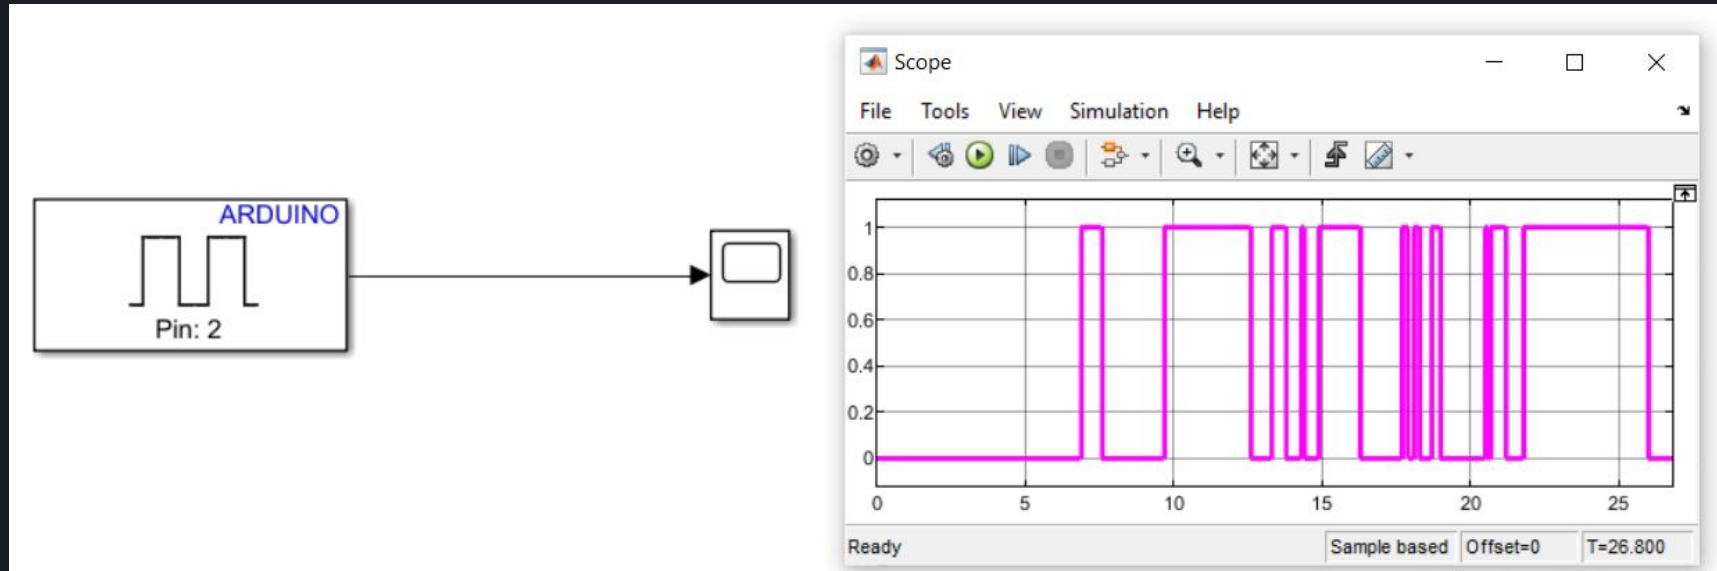 ARDUINO
Pin: 2
Scope
File Tools View Simulation Help
1
0.8
0.6
0.4
0.2
0
0 5 10 15 20 25
Ready Sample based Offset=0 T=26.800